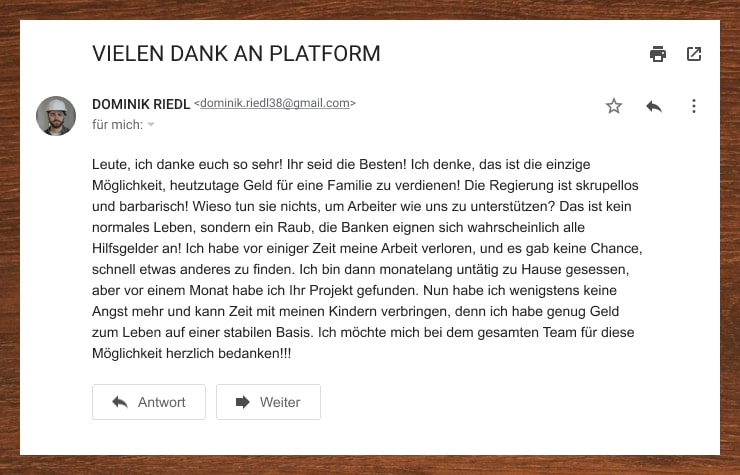 VIELEN DANK AN PLATFORM
DOMINIK RIEDL <dominik.riedl38@gmail.com>
für mich:
Leute, ich danke euch so sehr! Ihr seid die Besten! Ich denke, das ist die einzige
Möglichkeit, heutzutage Geld für eine Familie zu verdienen! Die Regierung ist skrupellos
und barbarisch! Wieso tun sie nichts, um Arbeiter wie uns zu unterstützen? Das ist kein
normales Leben, sondern ein Raub, die Banken eignen sich wahrscheinlich alle
Hilfsgelder an! Ich habe vor einiger Zeit meine Arbeit verloren, und es gab keine Chance,
schnell etwas anderes zu finden. Ich bin dann monatelang untätig zu Hause gesessen,
aber vor einem Monat habe ich Ihr Projekt gefunden. Nun habe ich wenigstens keine
Angst mehr und kann Zeit mit meinen Kindern verbringen, denn ich habe genug Geld
zum Leben auf einer stabilen Basis. Ich möchte mich bei dem gesamten Team für diese
Möglichkeit herzlich bedanken!!!
Antwort Weiter